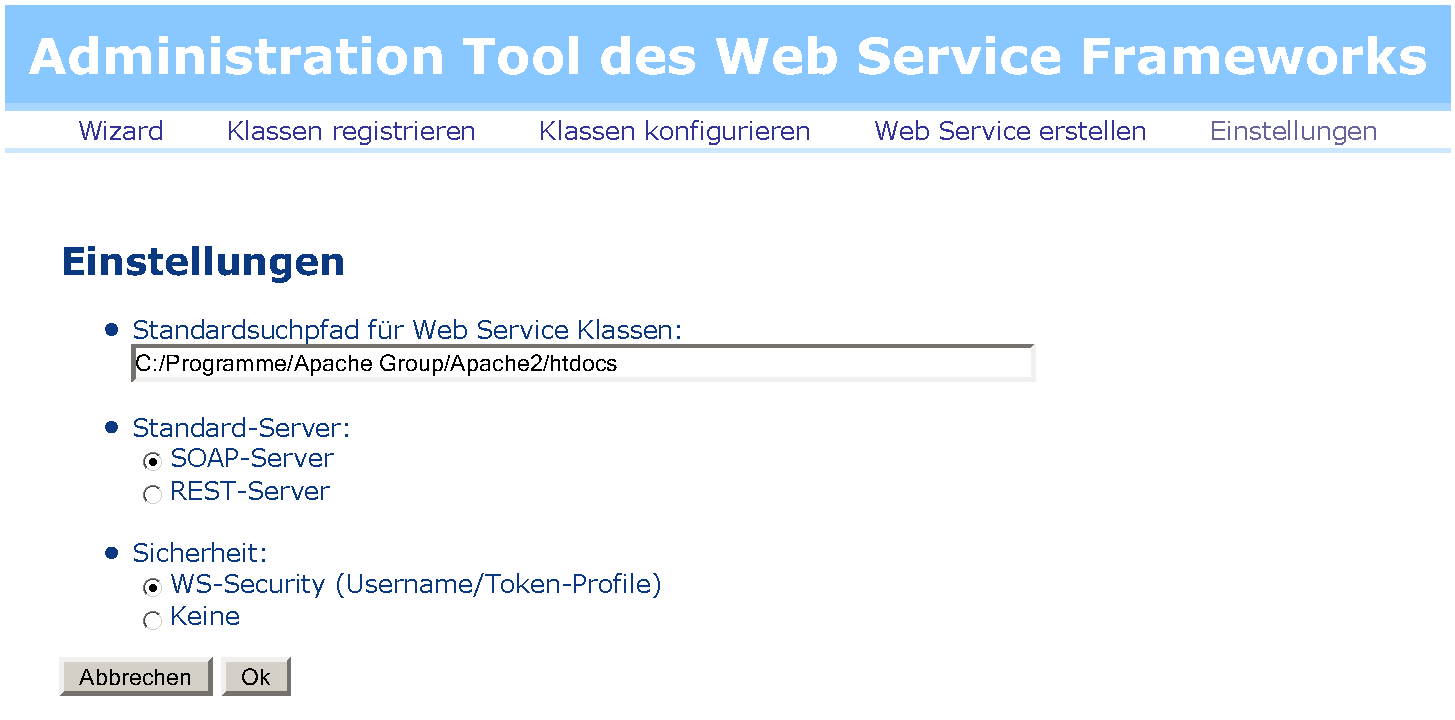 Administration Tool des Web Service Frameworks
Wizard Klassen registrieren Klassen konfigurieren Web Service erstellen Einstellungen
Einstellungen
Standardsuchpfad für Web Service Klassen:
C:/Programme/Apache Group/Apache2/htdocs
Standard-Server:
SOAP-Server
REST-Server
Sicherheit:
WS-Security (Username/Token-Profile)
Keine
Abbrechen Ok